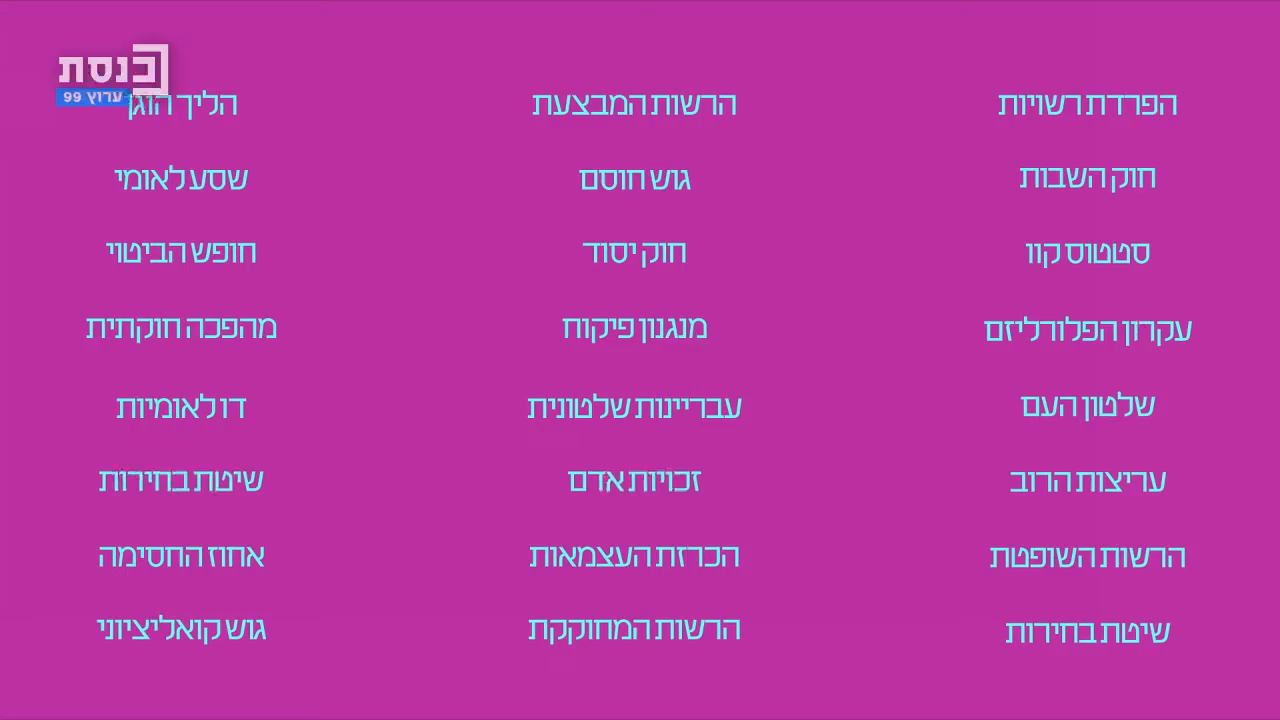 כנסת
ערוץ 99
הפרדת רשויות
חוק השבות
סטטוס קוו
עקרון הפלורליזם
שלטון העם
עריצות הרוב
הרשות השופטת
שיטת בחירות
הרשות המבצעת
גוש חוסם
חוק יסוד
מנגנון פיקוח
עבריינות שלטונית
זכויות אדם
הכרזת העצמאות
הרשות המחוקקת
הליך הוגן
שסע לאומי
חופש הביטוי
מהפכה חוקתית
דו לאומיות
שיטת בחירות
אחוז החסימה
גוש קואליציוני